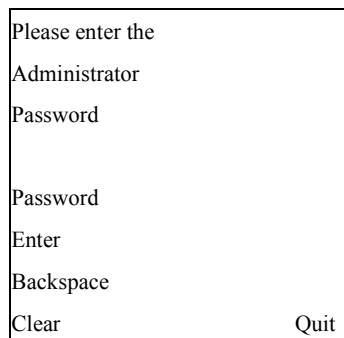 Please enter the
Administrator
Password
Password
Enter
Backspace
Clear Quit